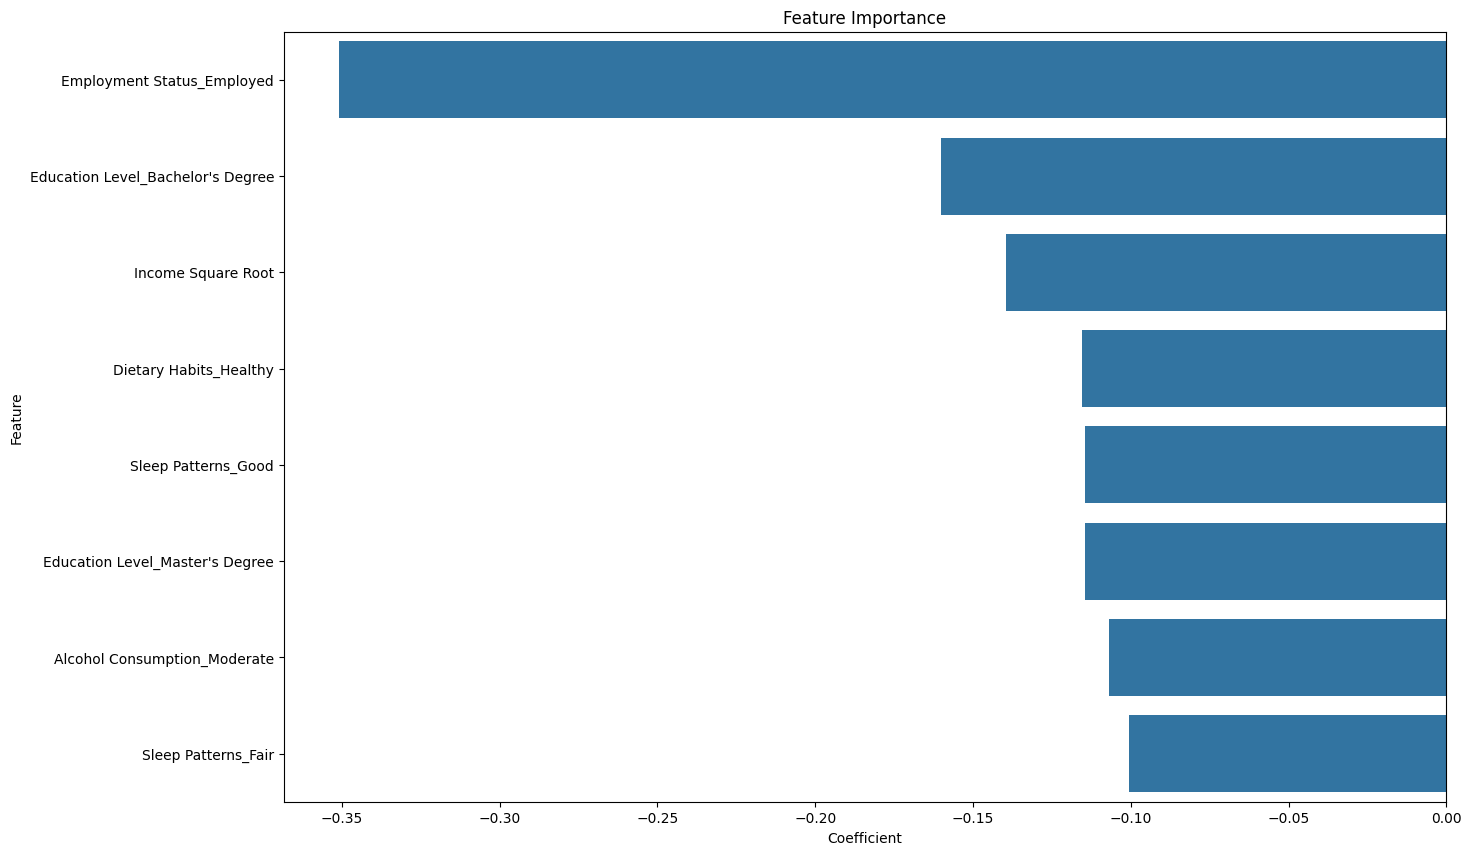 Feature Importance
Employment Status_Employed
Education Level_Bachelor's Degree
Income Square Root
Dietary Habits_Healthy
Sleep Patterns_Good
Education Level_Master's Degree
Alcohol Consumption_Moderate
Sleep Patterns_Fair
Feature
−0.35 −0.30 −0.25 −0.20 −0.15 −0.10 −0.05 0.00
Coefficient